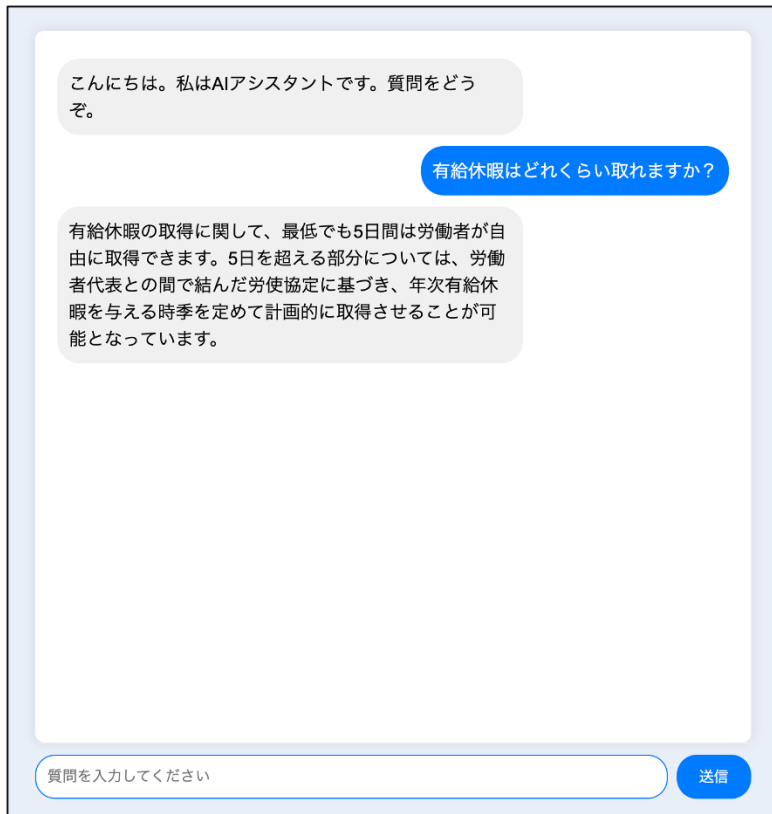 こんにちは。私はAIアシスタントです。質問をどう
ぞ。
有給休暇はどれくらい取れますか？
有給休暇の取得に関して、最低でも5日間は労働者が自
由に取得できます。5日を超える部分については、労働
者代表との間で結んだ労使協定に基づき、年次有給休
暇を与える時季を定めて計画的に取得させることが可
能となっています。
質問を入力してください
送信